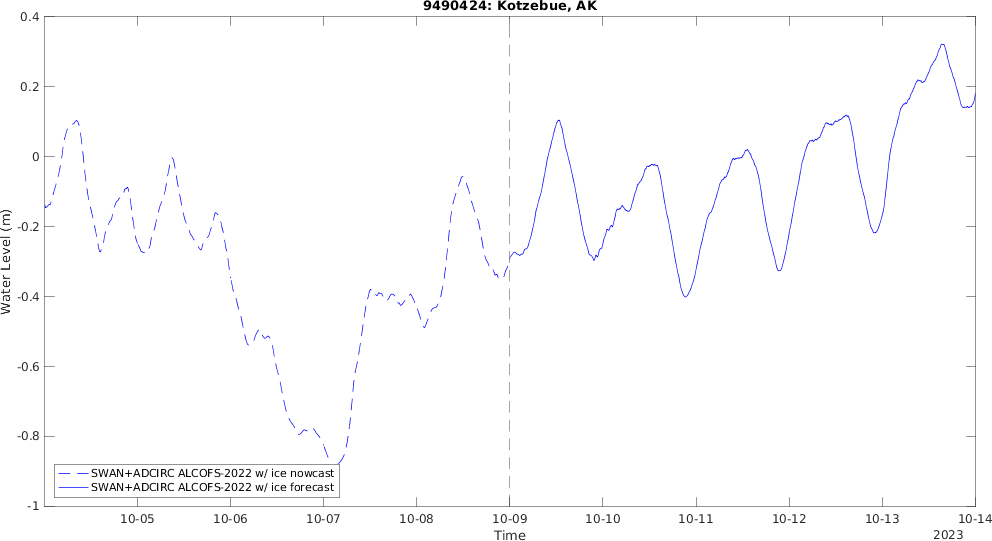 9490424: Kotzebue, AK
0.4
0.2
0
-0.2
-0.4
-0.6
-0.8
-1
Water Level (m)
SWAN+ADCIRC ALCOFS-2022 w/ ice nowcast
SWAN+ADCIRC ALCOFS-2022 w/ ice forecast
10-05 10-06 10-07 10-08 10-09 10-10 10-11 10-12 10-13 10-14
Time
2023